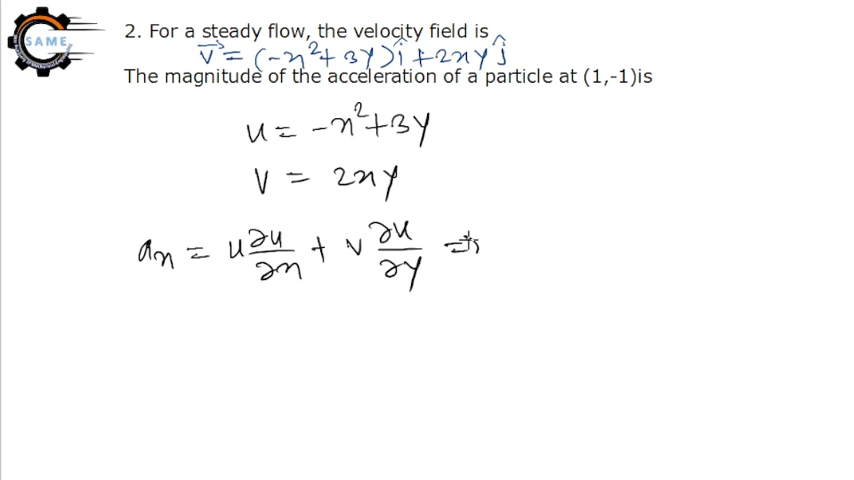 SAME
2. For a steady flow, the velocity field is
V⃗ = (-x²+3y)î + 2xyĵ
The magnitude of the acceleration of a particle at (1,-1)is
u = -x²+3y
v = 2xy
aₓ = u ∂u/∂x + v ∂u/∂y =